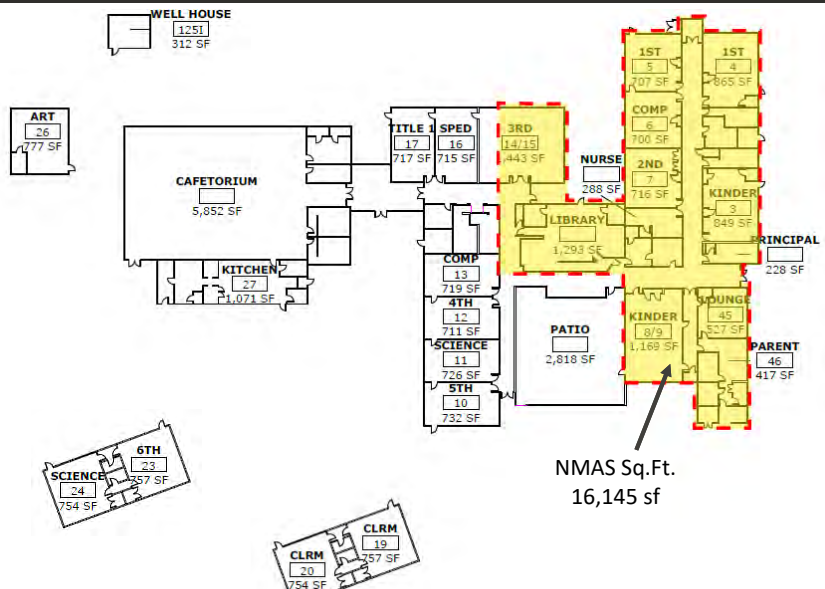 WELL HOUSE
125I
312 SF
ART
26
777 SF
CAFETORIUM
5,852 SF
KITCHEN
27
1,071 SF
TITLE 1
17
717 SF
SPED
16
715 SF
3RD
14/15
,443 SF
NURSE
288 SF
LIBRARY
1,293 SF
1ST
5
707 SF
COMP
6
700 SF
2ND
7
716 SF
1ST
4
865 SF
KINDER
3
849 SF
PRINCIPAL
228 SF
COMP
13
719 SF
4TH
12
711 SF
SCIENCE
11
726 SF
5TH
10
732 SF
PATIO
2,818 SF
KINDER
8/9
1,169 SF
LOUNGE
45
527 SF
PARENT
46
417 SF
NMAS Sq.Ft.
16,145 sf
6TH
23
757 SF
SCIENCE
24
754 SF
CLRM
19
757 SF
CLRM
20
754 SF